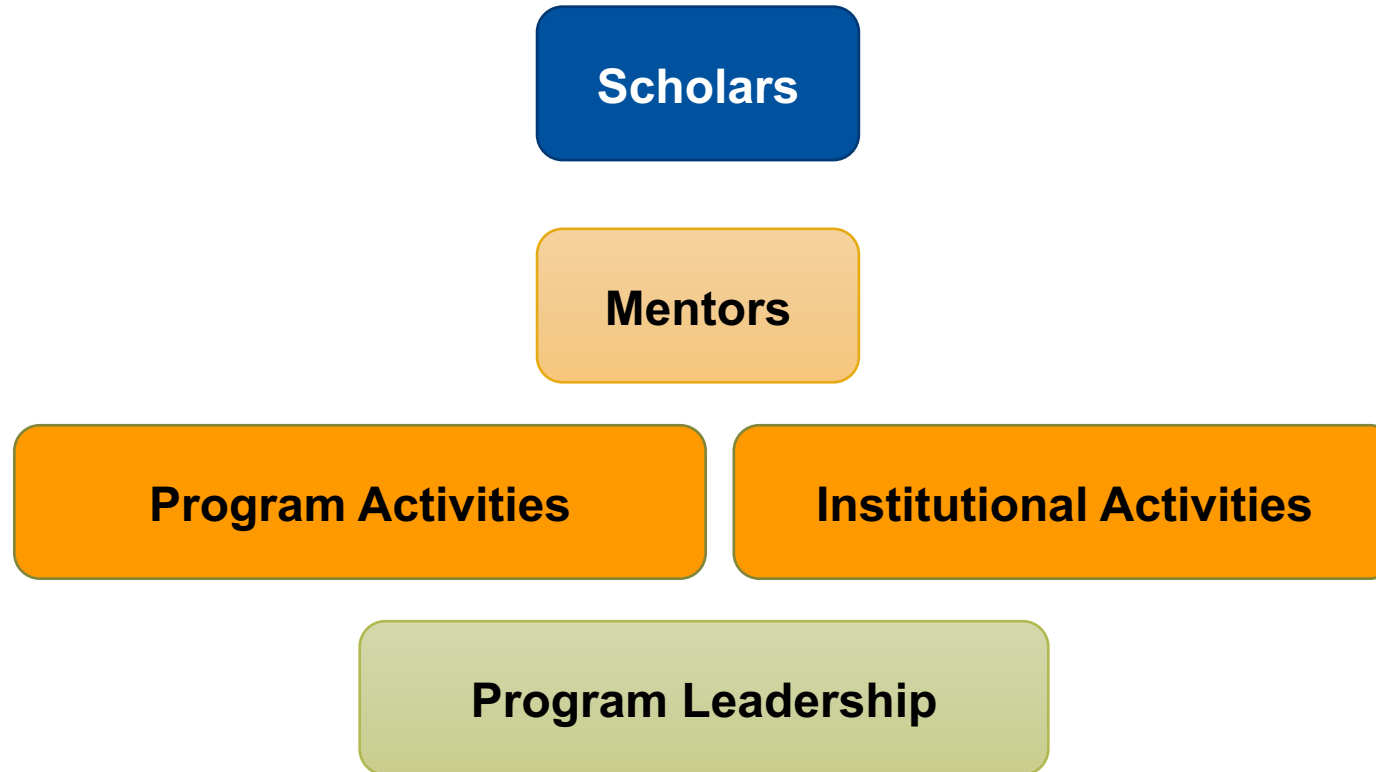 Scholars
Mentors
Program Activities
Institutional Activities
Program Leadership